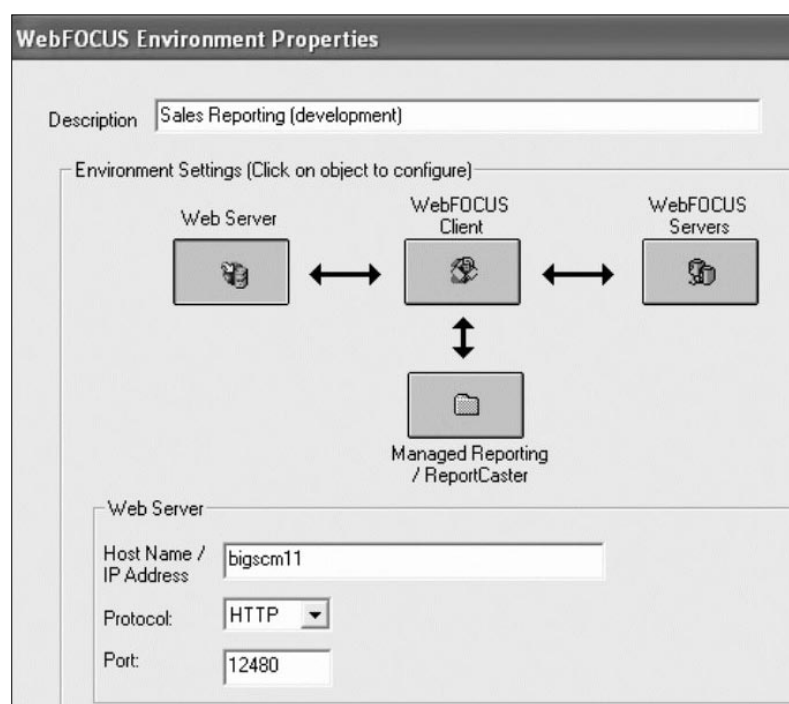 WebFOCUS Environment Properties
Description Sales Reporting (development)
Environment Settings (Click on object to configure)
Web Server
WebFOCUS
Client
WebFOCUS
Servers
Managed Reporting
/ ReportCaster
Web Server
Host Name /
IP Address
bigscm11
Protocol: HTTP
Port: 12480